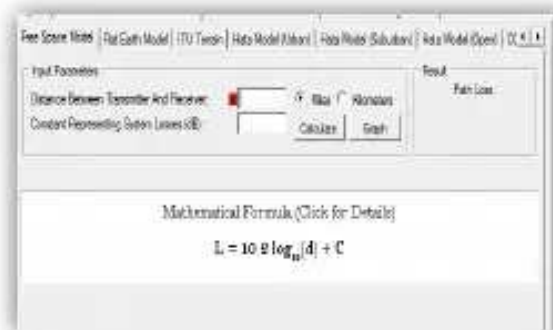 Free Space Model | Flat Earth Model | ITU Terrain | Hata Model (Urban) | Hata Model (Suburban) | Hata Model (Open)
Input Parameters
Result
Distance Between Transmitter And Receiver:
Miles
Kilometers
Path Loss
Constant Representing System Losses (dB):
Calculate
Graph
Mathematical Formula (Click for Details)
L = 10 log₁₀(d) + C